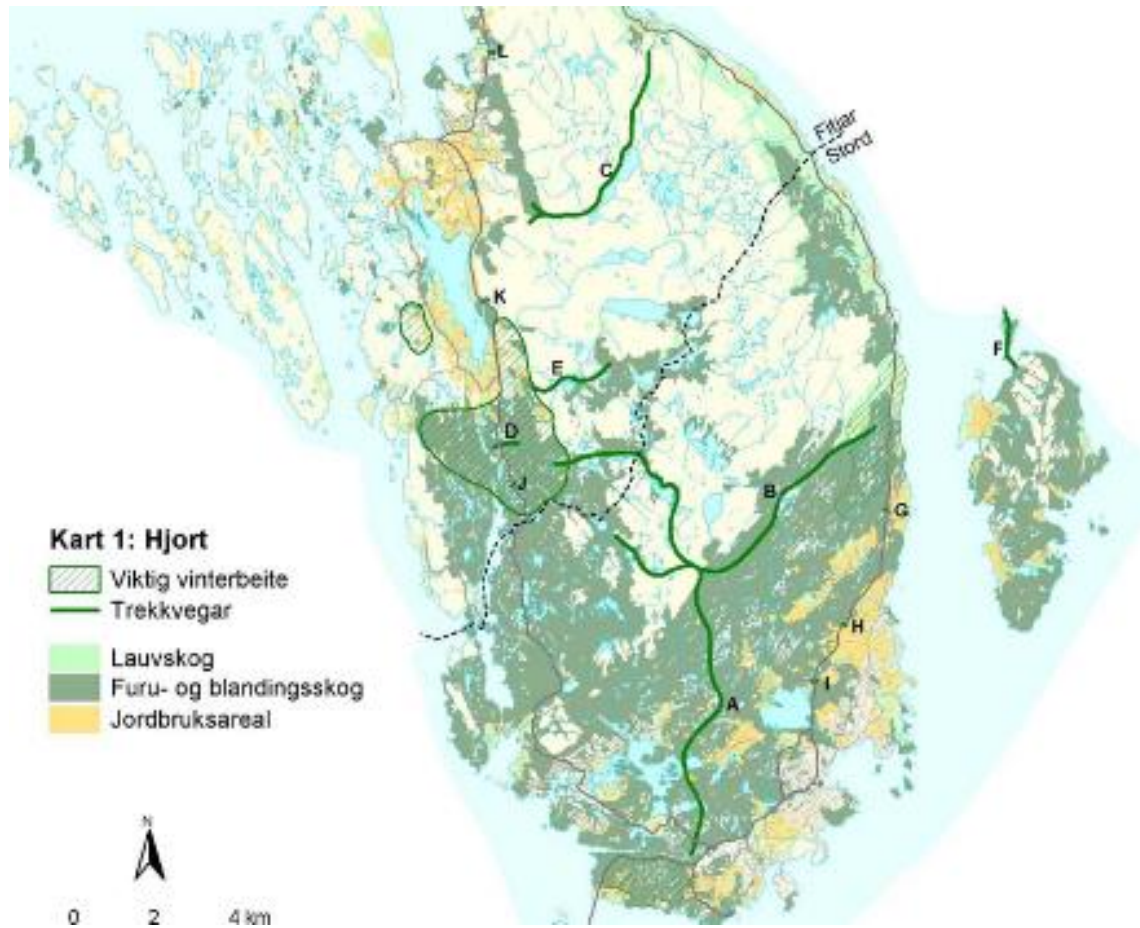 L
Fitjar
Stord
C
K
F
E
D
B
J
G
Kart 1: Hjort
Viktig vinterbeite
Trekkvegar
H
Lauvskog
Furu- og blandingsskog
I
Jordbruksareal
A
N
0 2 4 km